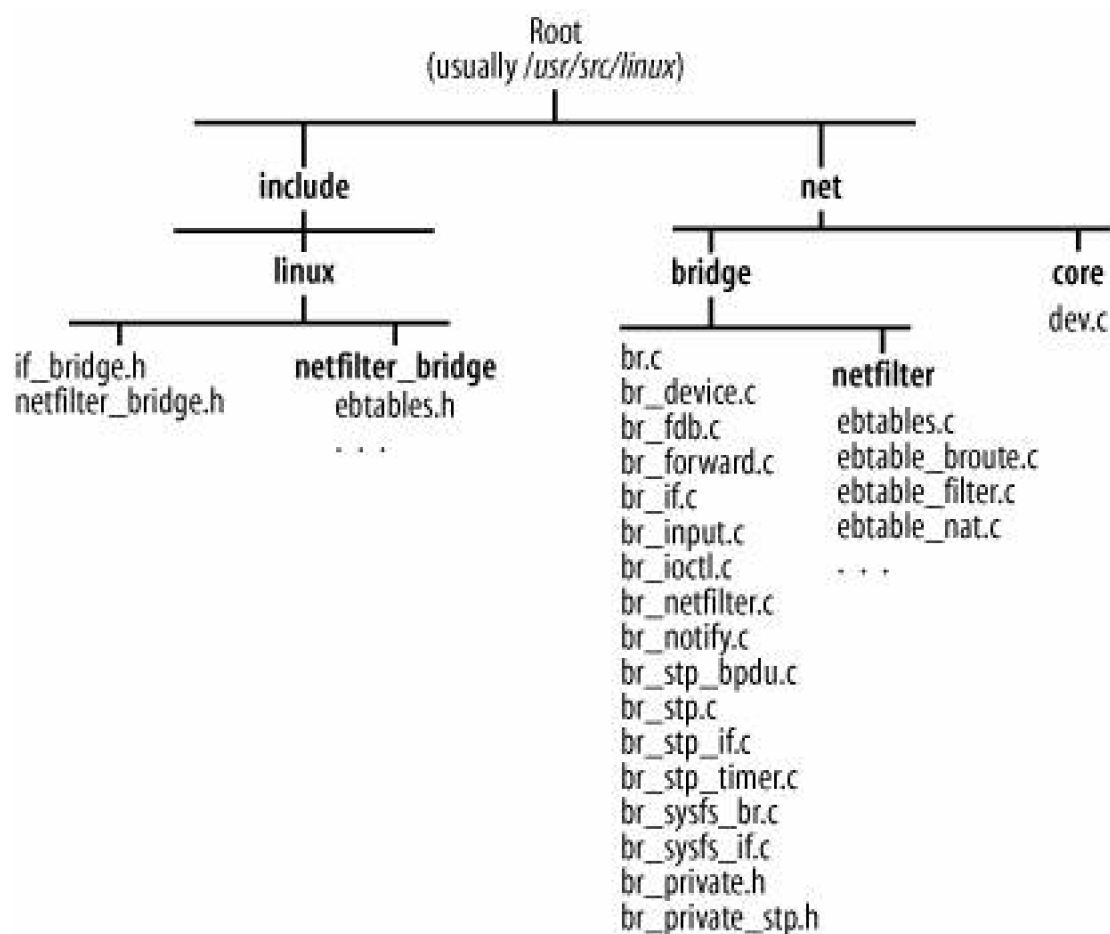 Root
(usually /usr/src/linux)
include
net
linux
bridge
core
dev.c
if_bridge.h
netfilter_bridge.h
netfilter_bridge
ebtables.h
. . .
br.c
br_device.c
br_fdb.c
br_forward.c
br_if.c
br_input.c
br_ioctl.c
br_netfilter.c
br_notify.c
br_stp_bpdu.c
br_stp.c
br_stp_if.c
br_stp_timer.c
br_sysfs_br.c
br_sysfs_if.c
br_private.h
br_private_stp.h
netfilter
ebtables.c
ebtable_broute.c
ebtable_filter.c
ebtable_nat.c
. . .